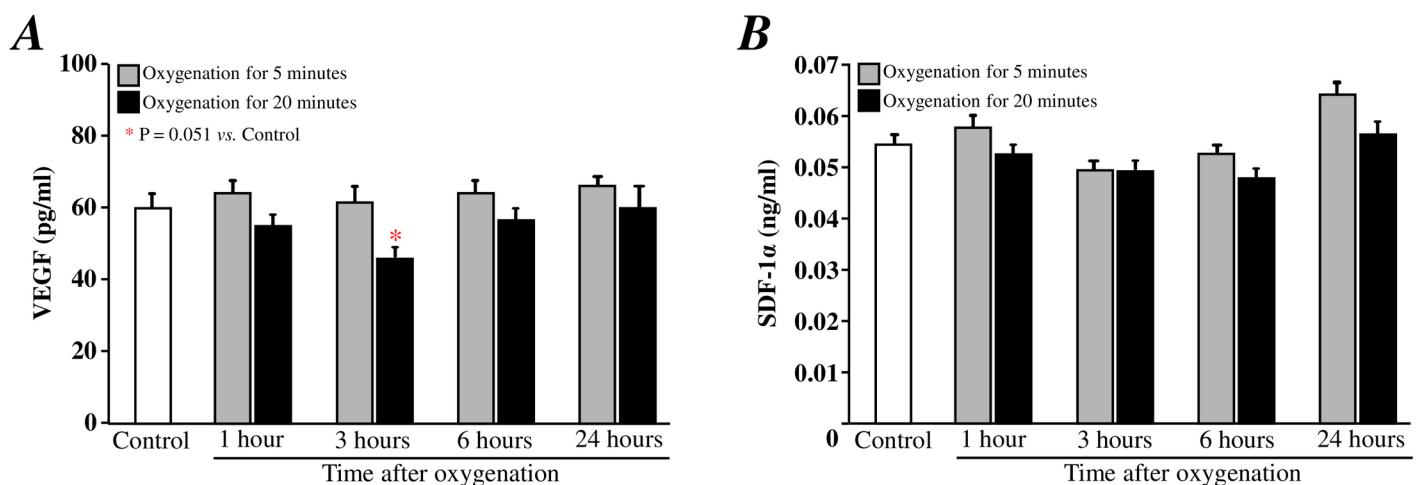 A
VEGF (pg/ml)
100
80
60
40
20
0
Oxygenation for 5 minutes
Oxygenation for 20 minutes
* P = 0.051 vs. Control
*
Control 1 hour 3 hours 6 hours 24 hours
Time after oxygenation
B
SDF-1α (ng/ml)
0.07
0.06
0.05
0.04
0.03
0.02
0.01
0
Oxygenation for 5 minutes
Oxygenation for 20 minutes
Control 1 hour 3 hours 6 hours 24 hours
Time after oxygenation